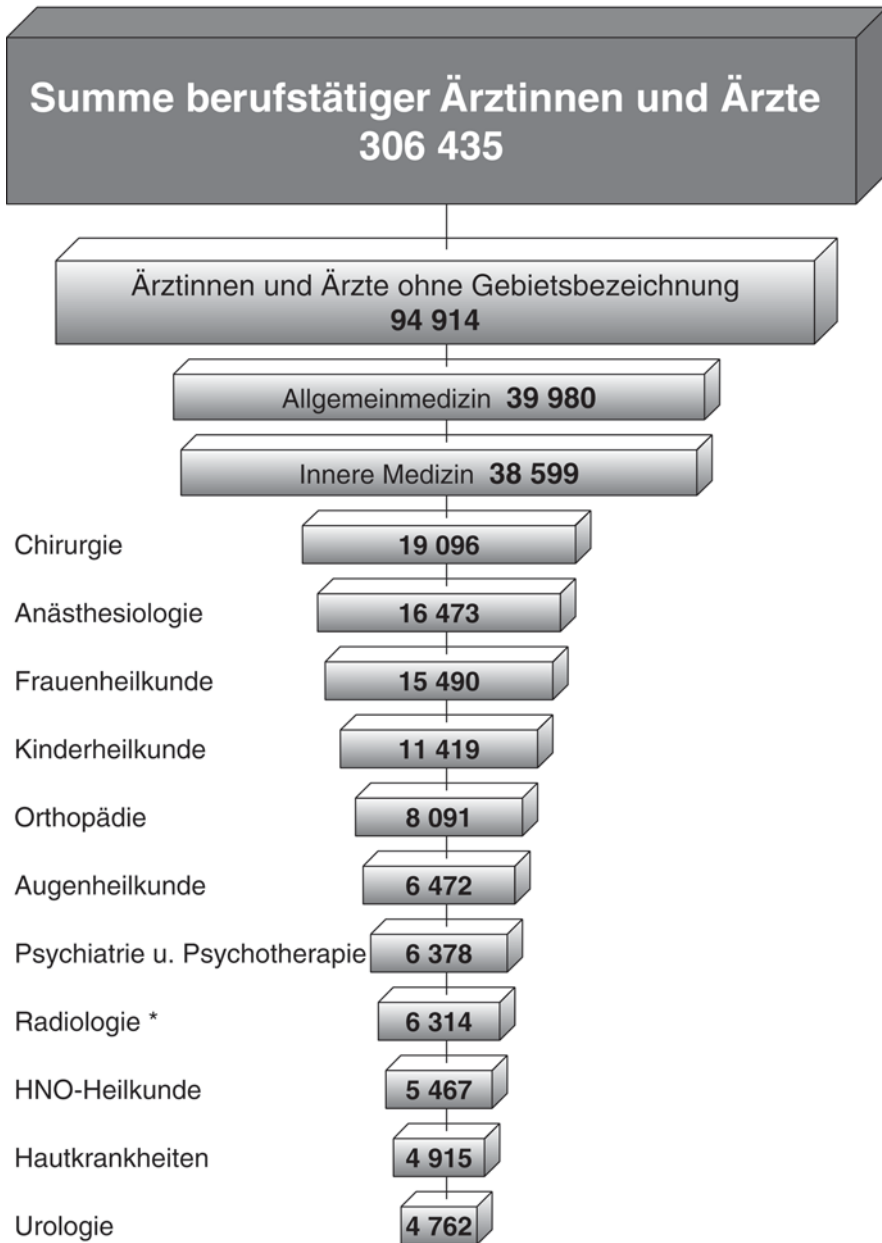 Summe berufstätiger Ärztinnen und Ärzte
306 435
Ärztinnen und Ärzte ohne Gebietsbezeichnung
94 914
Allgemeinmedizin 39 980
Innere Medizin 38 599
Chirurgie 19 096
Anästhesiologie 16 473
Frauenheilkunde 15 490
Kinderheilkunde 11 419
Orthopädie 8 091
Augenheilkunde 6 472
Psychiatrie u. Psychotherapie 6 378
Radiologie * 6 314
HNO-Heilkunde 5 467
Hautkrankheiten 4 915
Urologie 4 762